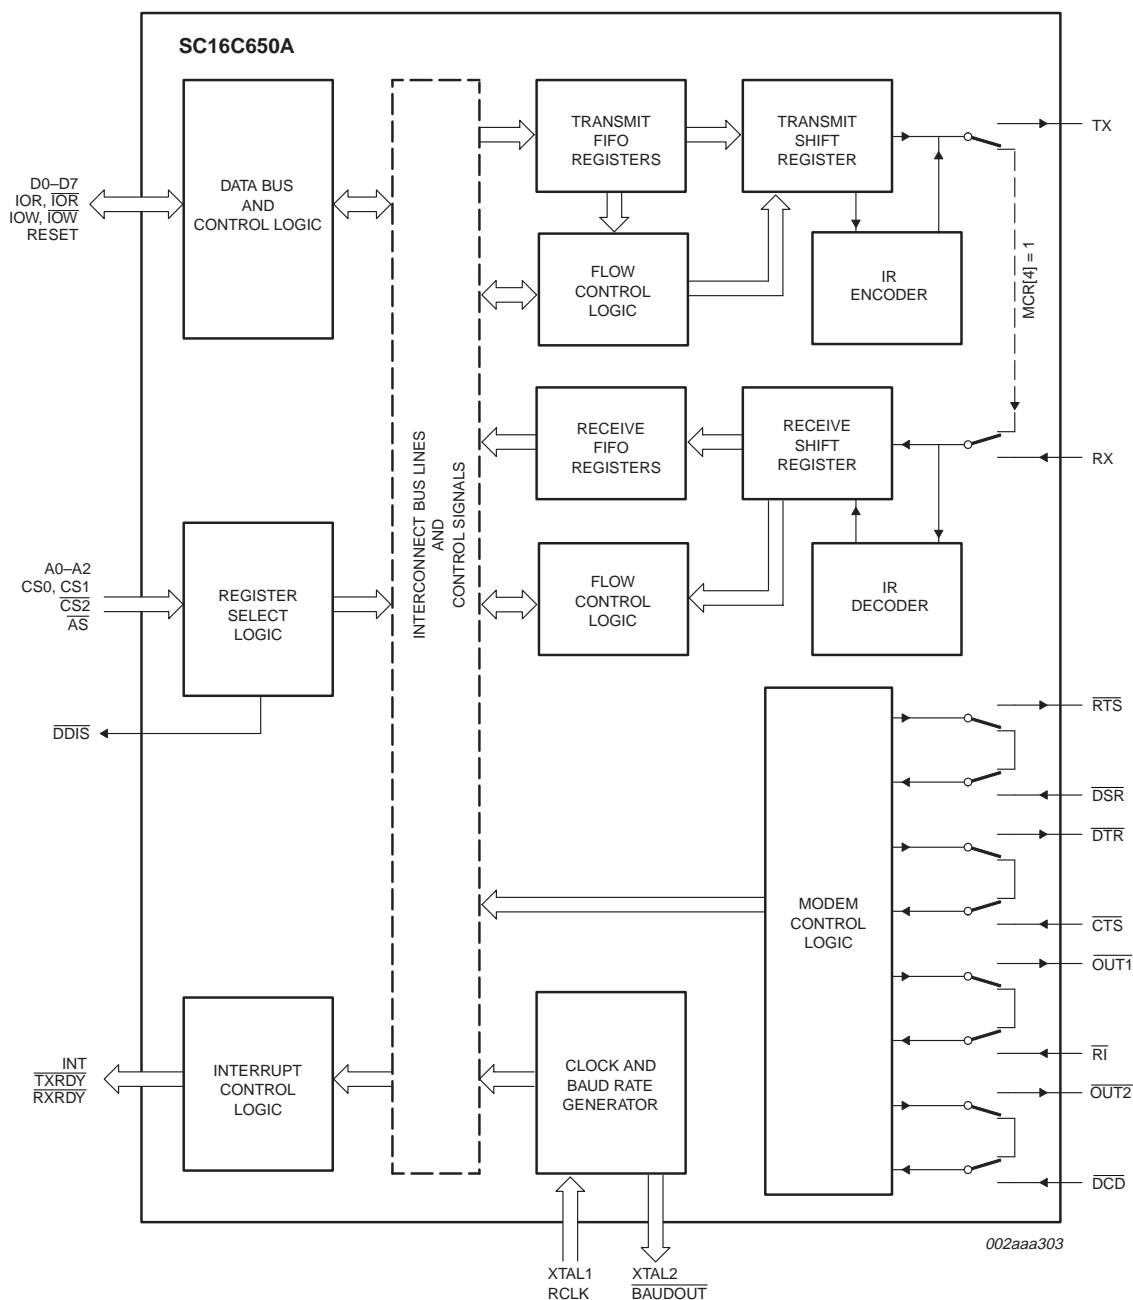 SC16C650A
D0–D7
IOR, IOR
IOW, IOW
RESET
DATA BUS
AND
CONTROL LOGIC
TRANSMIT
FIFO
REGISTERS
TRANSMIT
SHIFT
REGISTER
TX
FLOW
CONTROL
LOGIC
IR
ENCODER
MCR[4] = 1
INTERCONNECT BUS LINES
AND
CONTROL SIGNALS
RECEIVE
FIFO
REGISTERS
RECEIVE
SHIFT
REGISTER
RX
A0–A2
CS0, CS1
CS2
AS
REGISTER
SELECT
LOGIC
FLOW
CONTROL
LOGIC
IR
DECODER
DDIS
RTS
DSR
DTR
MODEM
CONTROL
LOGIC
CTS
OUT1
RI
OUT2
DCD
INT
TXRDY
RXRDY
INTERRUPT
CONTROL
LOGIC
CLOCK AND
BAUD RATE
GENERATOR
002aaa303
XTAL1
RCLK
XTAL2
BAUDOUT